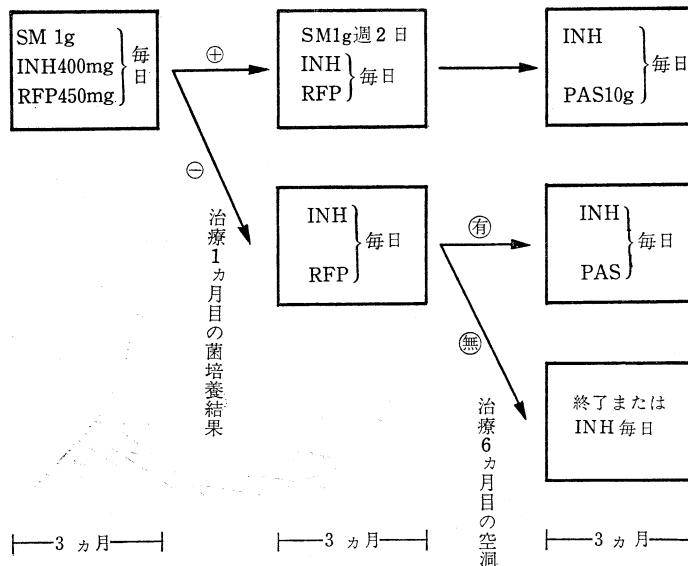 SM 1g
INH400mg
RFP450mg
毎日
⊕
SM1g週2日
INH
RFP
毎日
INH
PAS10g
毎日
⊖
治療1ヵ月目の菌培養結果
INH
RFP
毎日
有
INH
PAS
毎日
無
治療6ヵ月目の空洞
終了または
INH毎日
3ヵ月
3ヵ月
3ヵ月